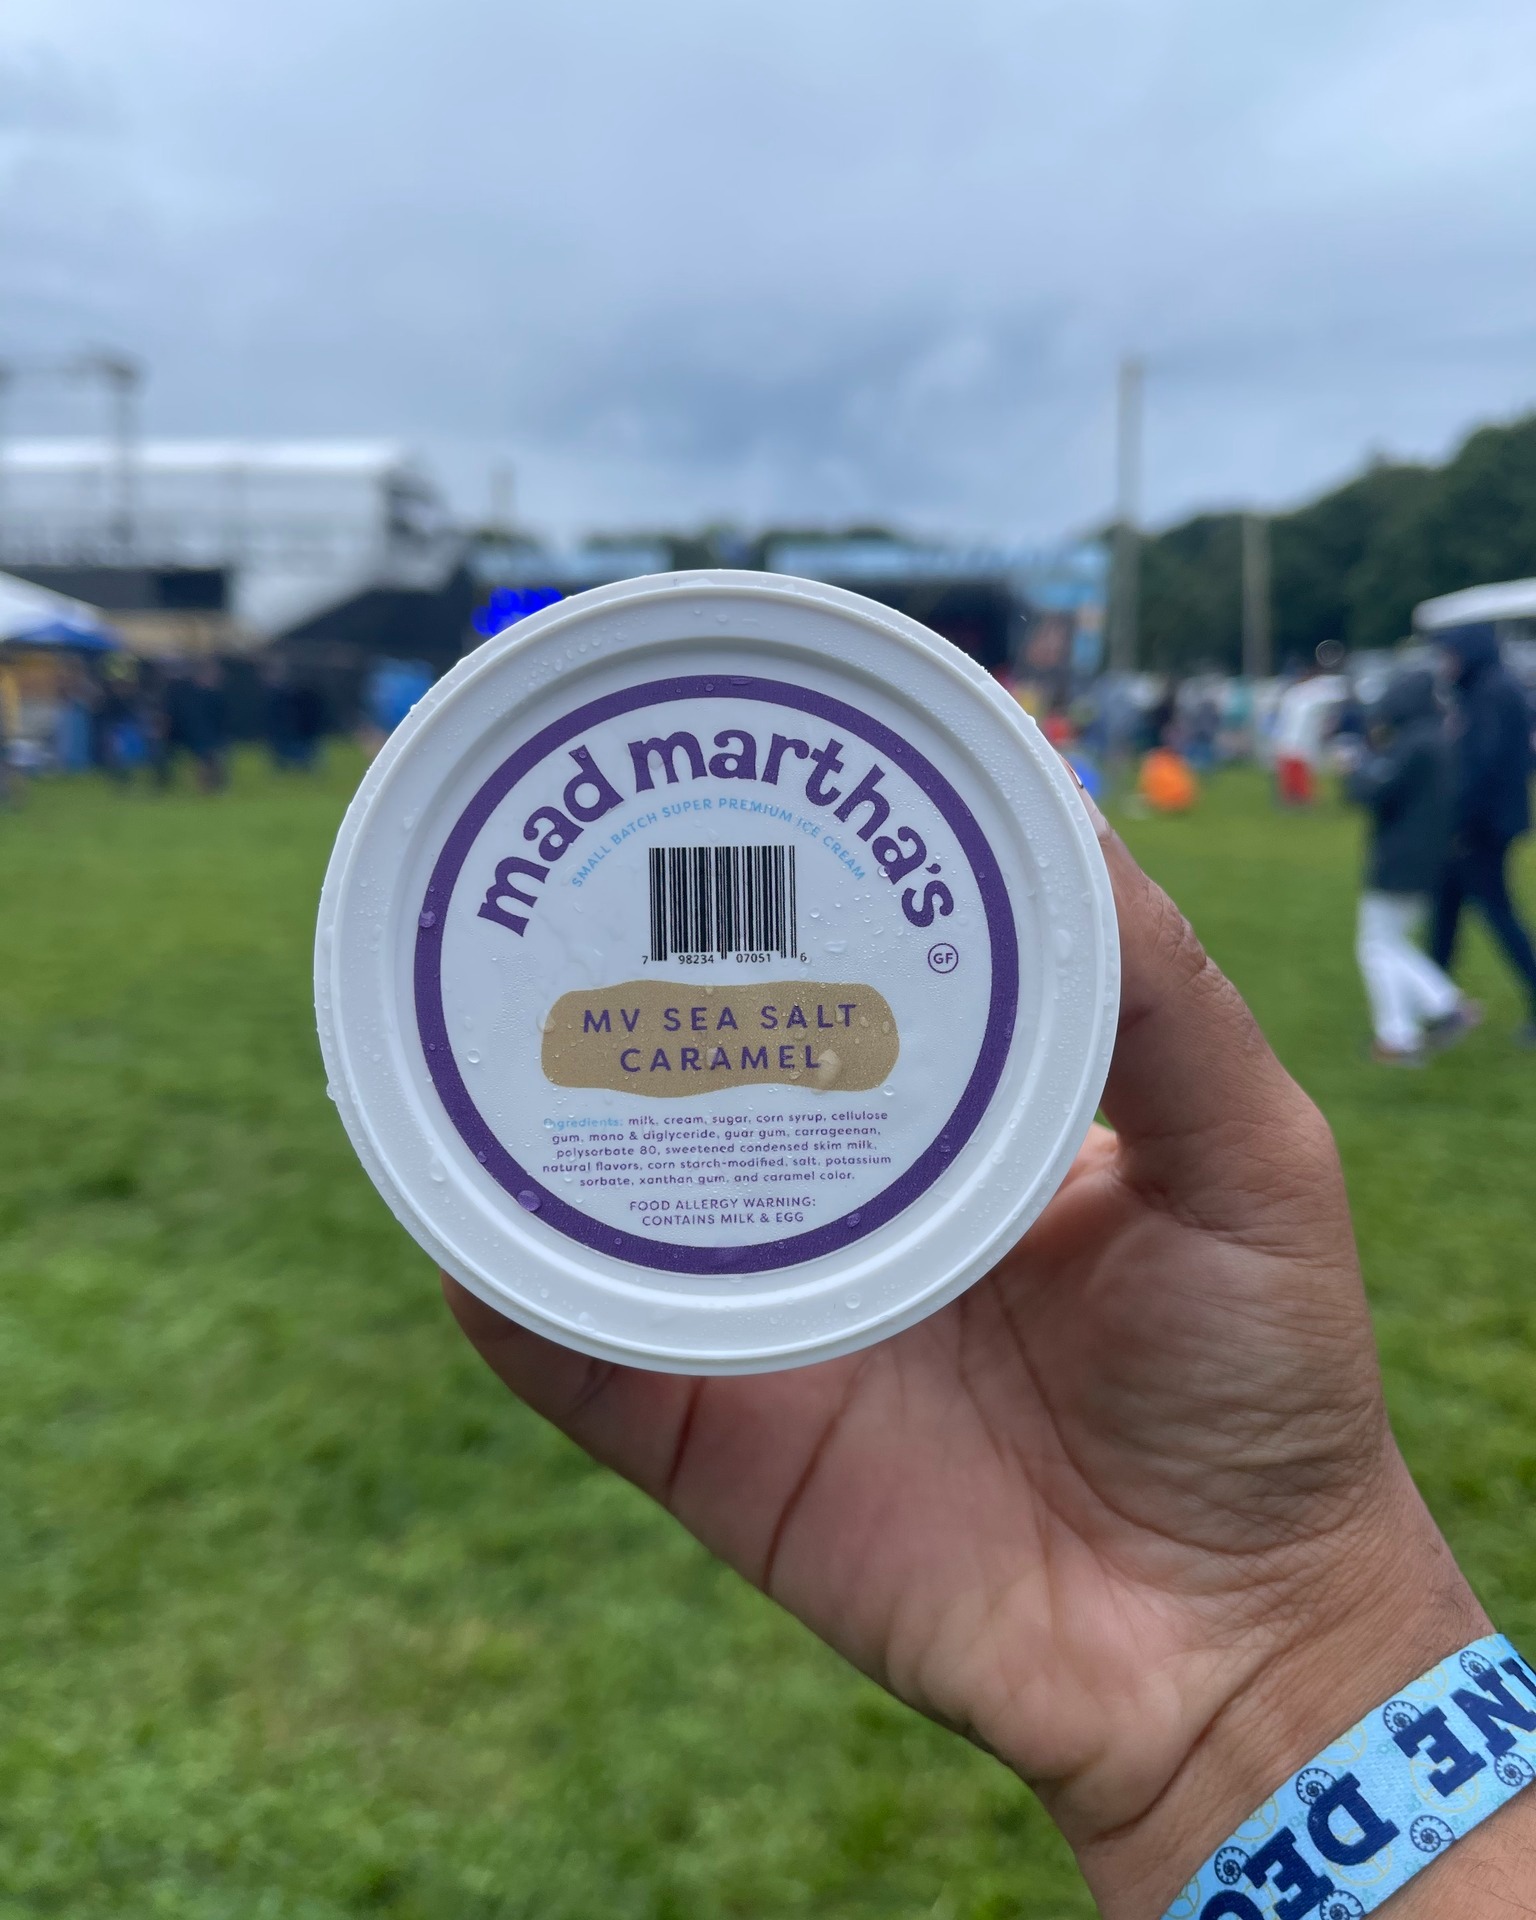 mad martha's
SMALL BATCH SUPER PREMIUM ICE CREAM
7 98234 07051 6
GF
MV SEA SALT
CARAMEL
Ingredients: milk, cream, sugar, corn syrup, cellulose
gum, mono & diglyceride, guar gum, carrageenan,
polysorbate 80, sweetened condensed skim milk,
natural flavors, corn starch-modified, salt, potassium
sorbate, xanthan gum, and caramel color.
FOOD ALLERGY WARNING:
CONTAINS MILK & EGG